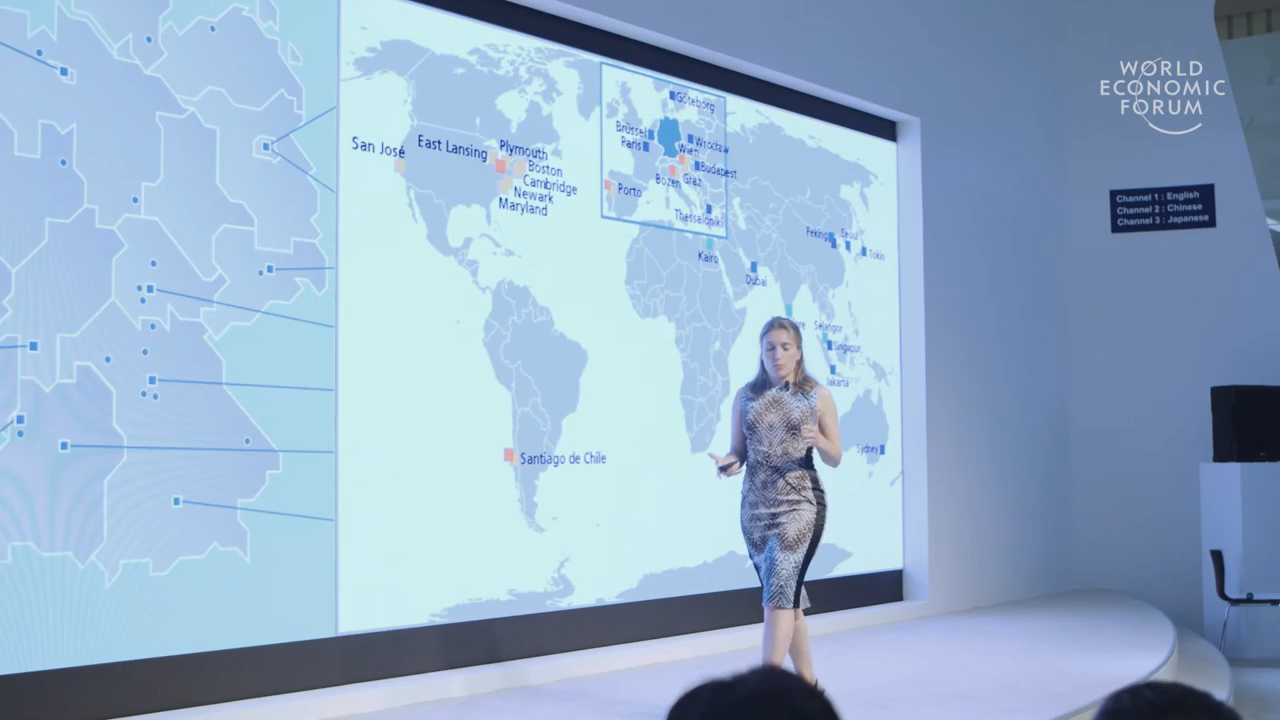 WORLD
ECONOMIC
FORUM
Channel 1 : English
Channel 2 : Chinese
Channel 3 : Japanese
San José
East Lansing
Plymouth
Boston
Cambridge
Newark
Maryland
Göteborg
Brüssel
Paris
Wrocław
Wien
Budapest
Bozen
Graz
Porto
Thessaloniki
Kairo
Dubai
Peking
Seoul
Tokio
Selangor
Singapur
Jakarta
Sydney
Santiago de Chile